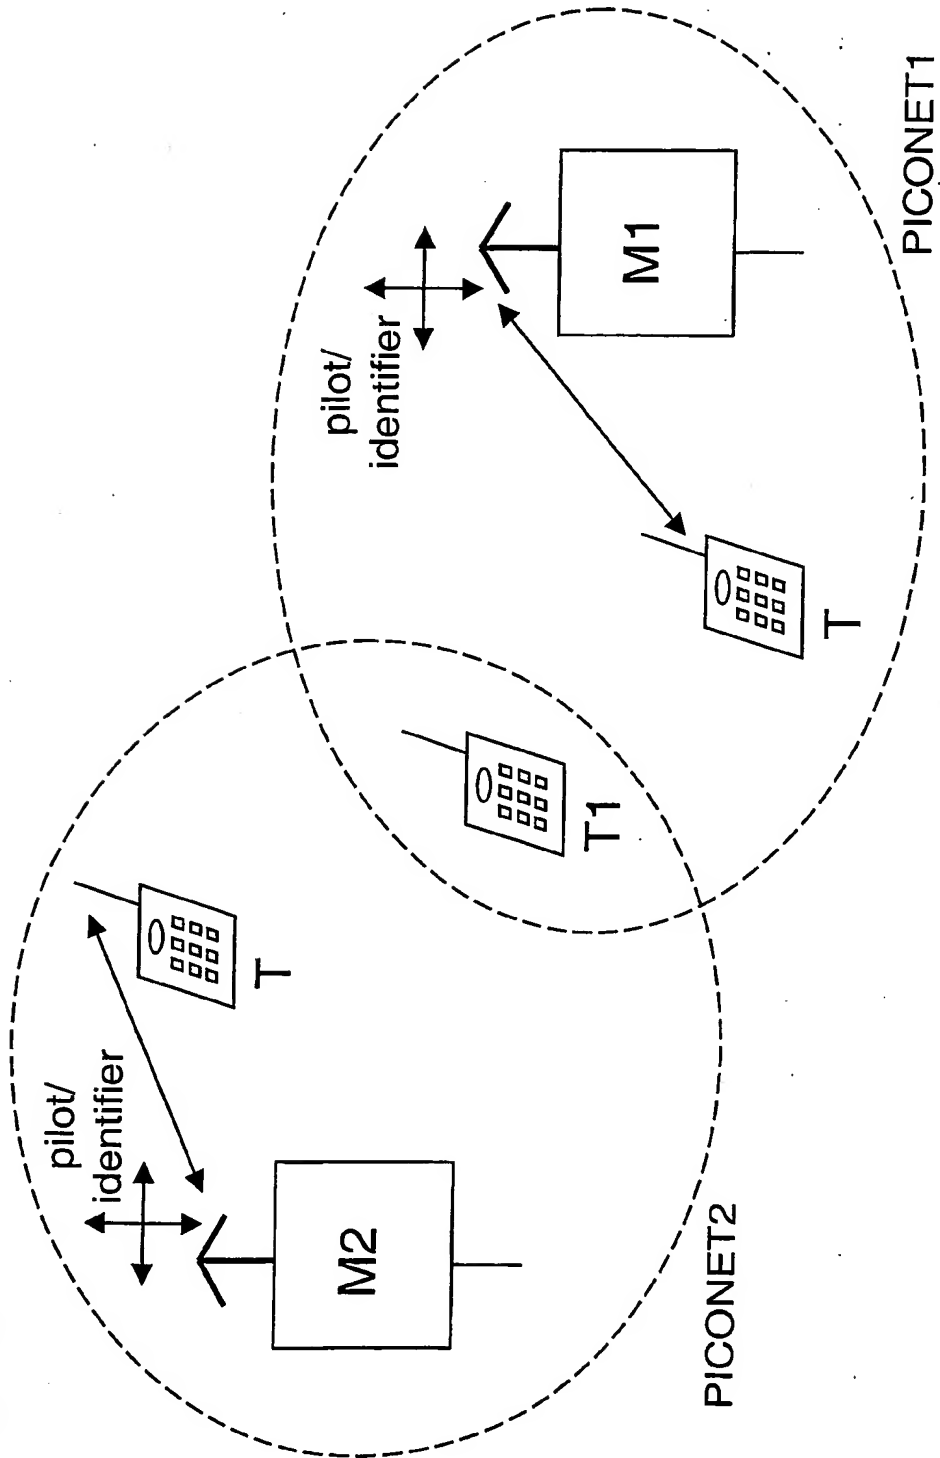 pilot/
identifier
M2
T
PICONET2
T1
pilot/
identifier
M1
T
PICONET1